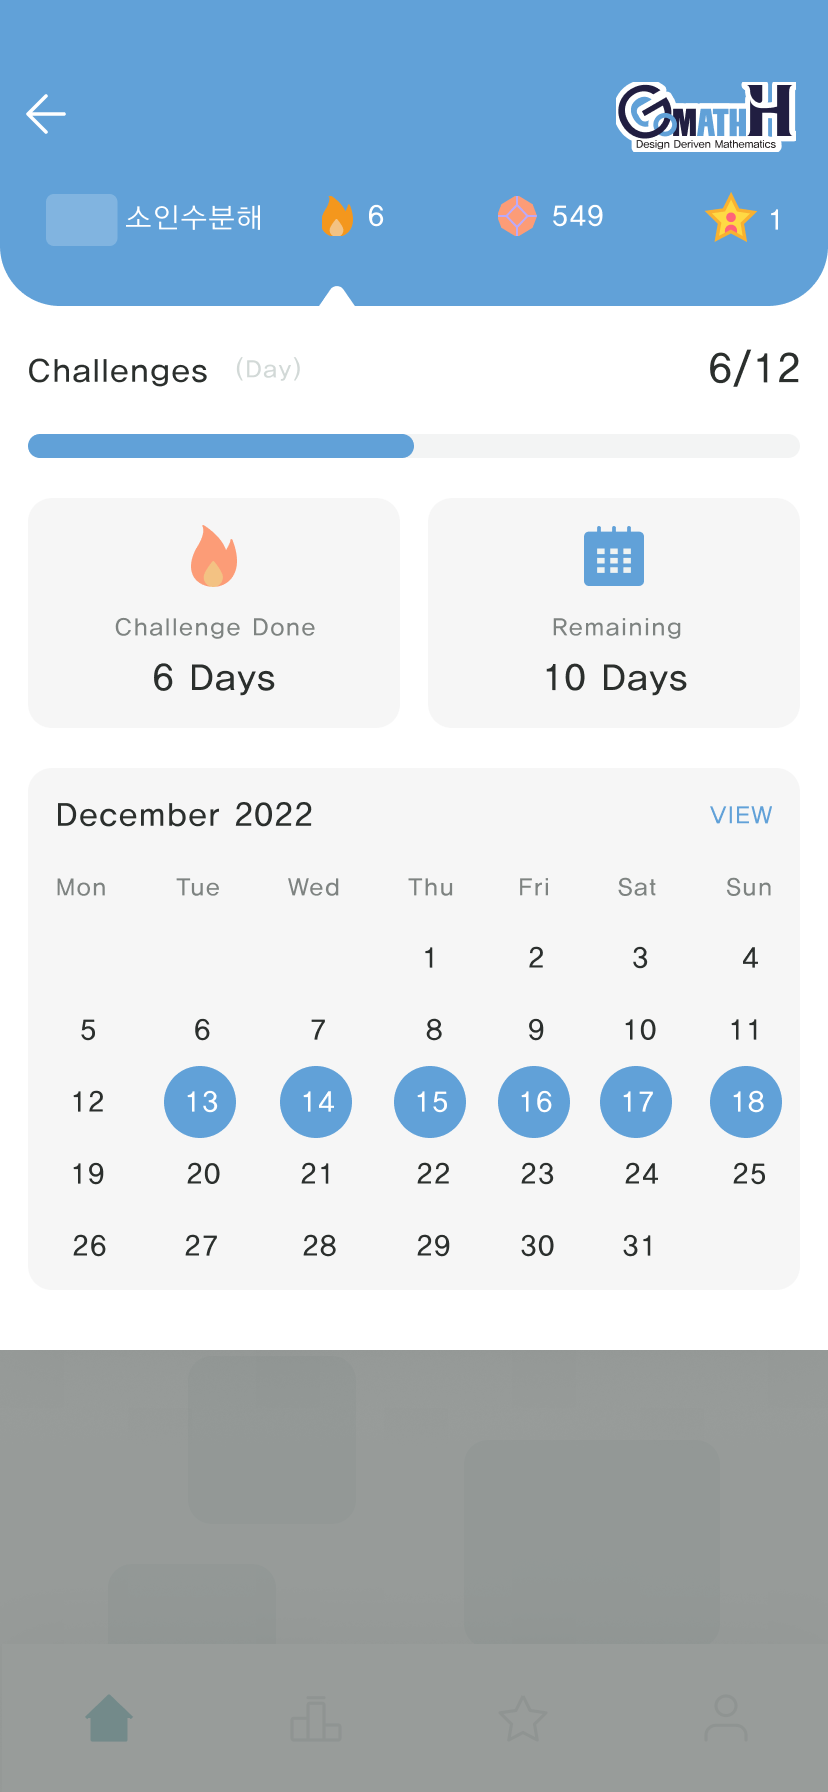 GOMATHH
Design Deriven Mathematics
소인수분해 6 549 1
Challenges (Day) 6/12
Challenge Done
6 Days
Remaining
10 Days
December 2022 VIEW
Mon Tue Wed Thu Fri Sat Sun
1 2 3 4
5 6 7 8 9 10 11
12 13 14 15 16 17 18
19 20 21 22 23 24 25
26 27 28 29 30 31